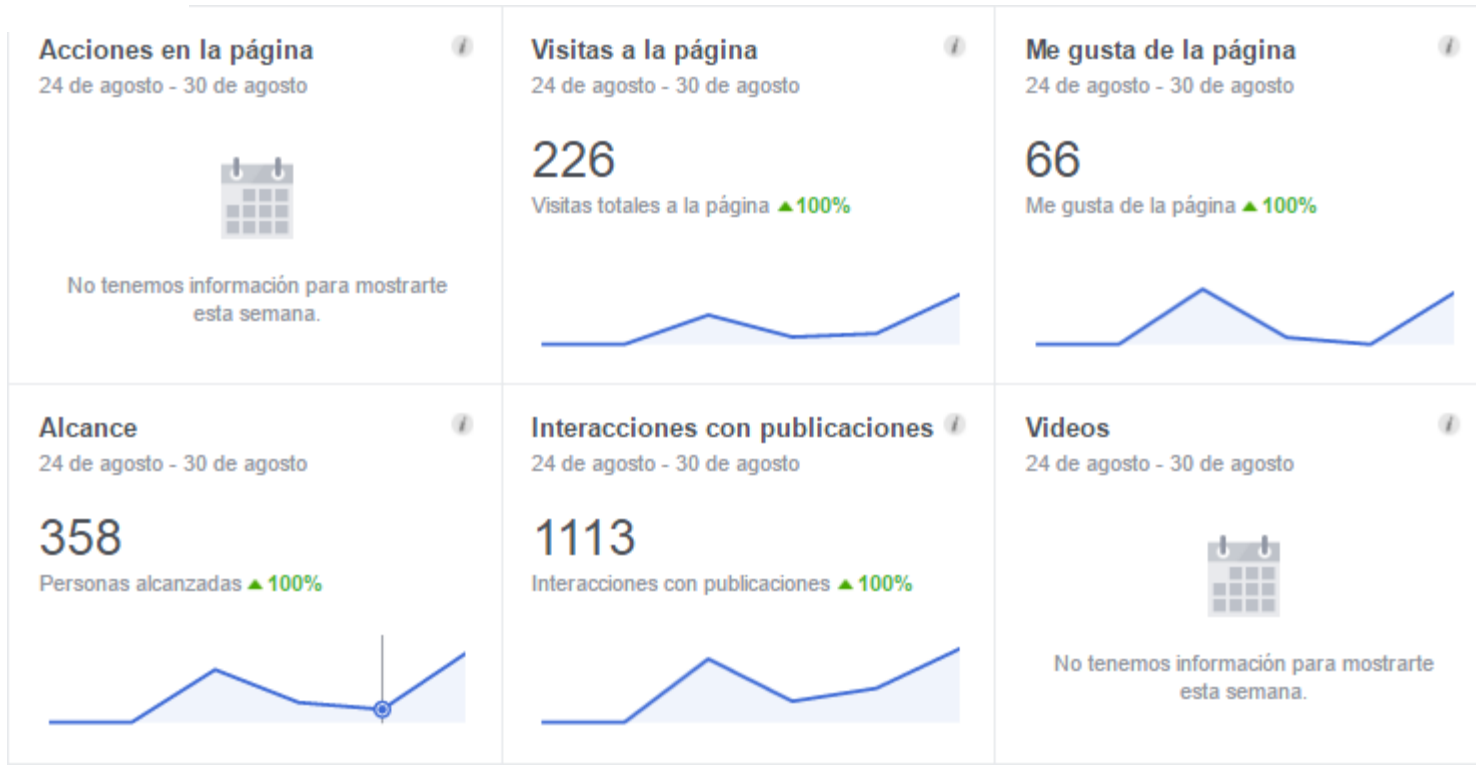 Acciones en la página
24 de agosto - 30 de agosto
No tenemos información para mostrarte
esta semana.
Visitas a la página
24 de agosto - 30 de agosto
226
Visitas totales a la página ▲100%
Me gusta de la página
24 de agosto - 30 de agosto
66
Me gusta de la página ▲ 100%
Alcance
24 de agosto - 30 de agosto
358
Personas alcanzadas ▲ 100%
Interacciones con publicaciones
24 de agosto - 30 de agosto
1113
Interacciones con publicaciones ▲ 100%
Videos
24 de agosto - 30 de agosto
No tenemos información para mostrarte
esta semana.